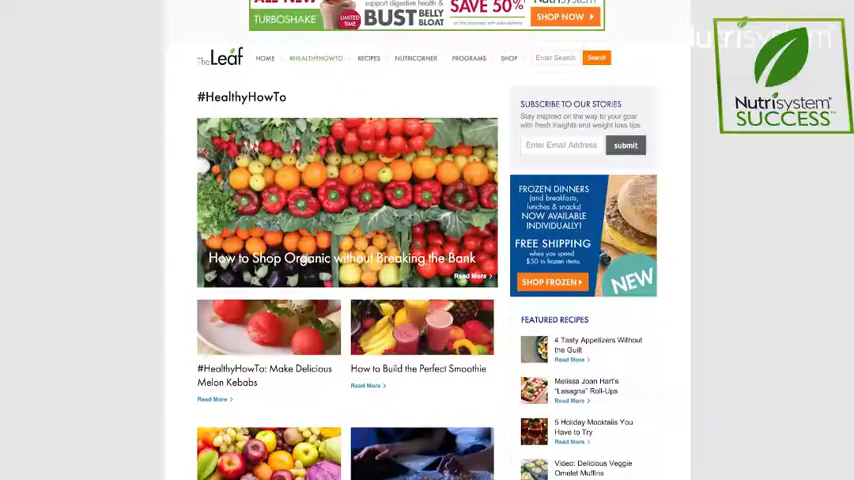 ALL NEW
TURBOSHAKE
LIMITED
TIME
support digestive health &
BUST BELLY
BLOAT
SAVE 50%
SHOP NOW
Nutrisystem
SUCCESS
The Leaf
HOME
#HEALTHYHOWTO
RECIPES
NUTRICORNER
PROGRAMS
SHOP
Enter Search
Search
#HealthyHowTo
How to Shop Organic without Breaking the Bank
Read More >
#HealthyHowTo: Make Delicious
Melon Kebabs
Read More >
How to Build the Perfect Smoothie
Read More >
SUBSCRIBE TO OUR STORIES
Stay inspired on the way to your goal
with fresh insights and weight loss tips.
Enter Email Address
submit
FROZEN DINNERS
(and breakfasts,
lunches & snacks)
NOW AVAILABLE
INDIVIDUALLY!
FREE SHIPPING
when you spend
$50 in frozen items
SHOP FROZEN
NEW
FEATURED RECIPES
4 Tasty Appetizers Without
the Guilt
Read More >
Melissa Joan Hart's
"Lasagna" Roll-Ups
Read More >
5 Holiday Mocktails You
Have to Try
Read More >
Video: Delicious Veggie
Omelet Muffins